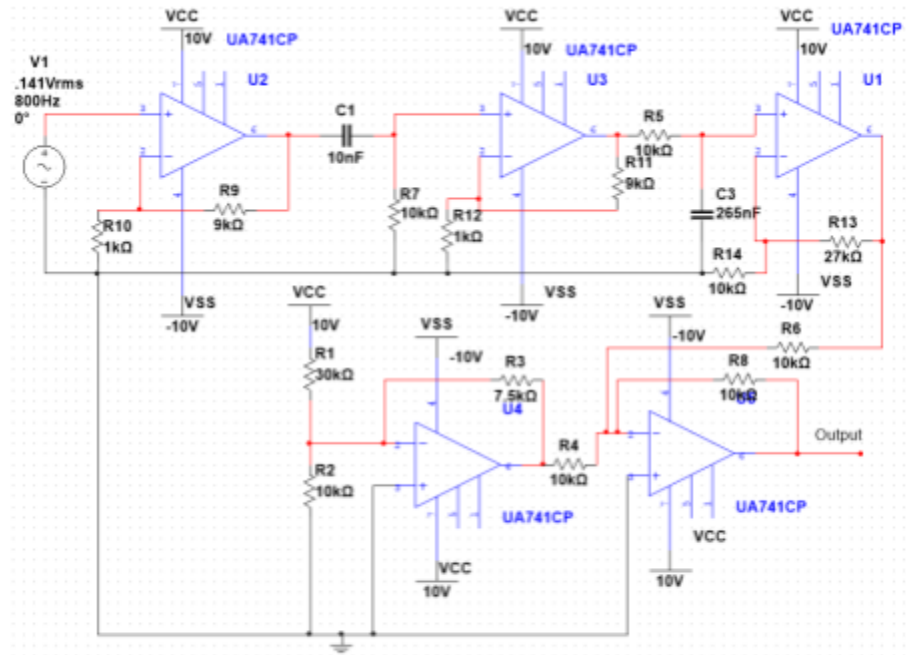 VCC
10V
UA741CP
U2
V1
.141Vrms
800Hz
0°
C1
10nF
R9
9kΩ
R10
1kΩ
VSS
-10V
VCC
10V
UA741CP
U3
R5
10kΩ
R11
9kΩ
R7
10kΩ
R12
1kΩ
VSS
-10V
VCC
10V
UA741CP
U1
C3
265nF
R13
27kΩ
R14
10kΩ
VSS
-10V
R6
10kΩ
VCC
10V
R1
30kΩ
R2
10kΩ
VSS
-10V
R3
7.5kΩ
U4
R4
10kΩ
UA741CP
VCC
10V
VSS
-10V
R8
10kΩ
Output
UA741CP
VCC
10V